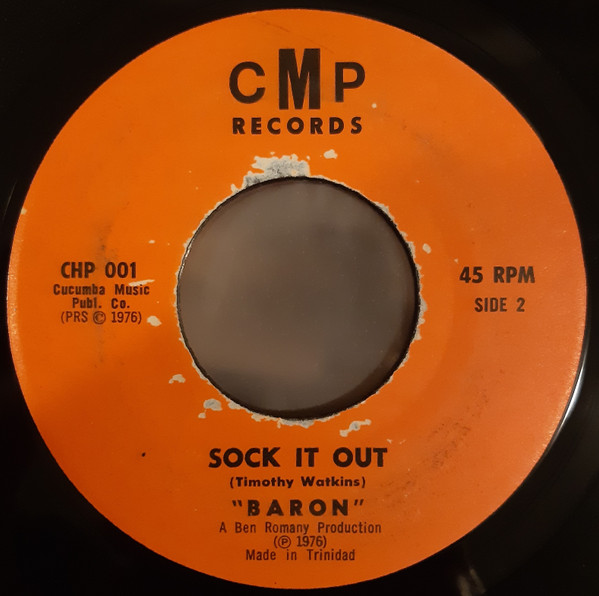 CMP
RECORDS
CHP 001
Cucumba Music
Publ. Co.
(PRS © 1976)
45 RPM
SIDE 2
SOCK IT OUT
(Timothy Watkins)
"BARON"
A Ben Romany Production
(℗ 1976)
Made in Trinidad